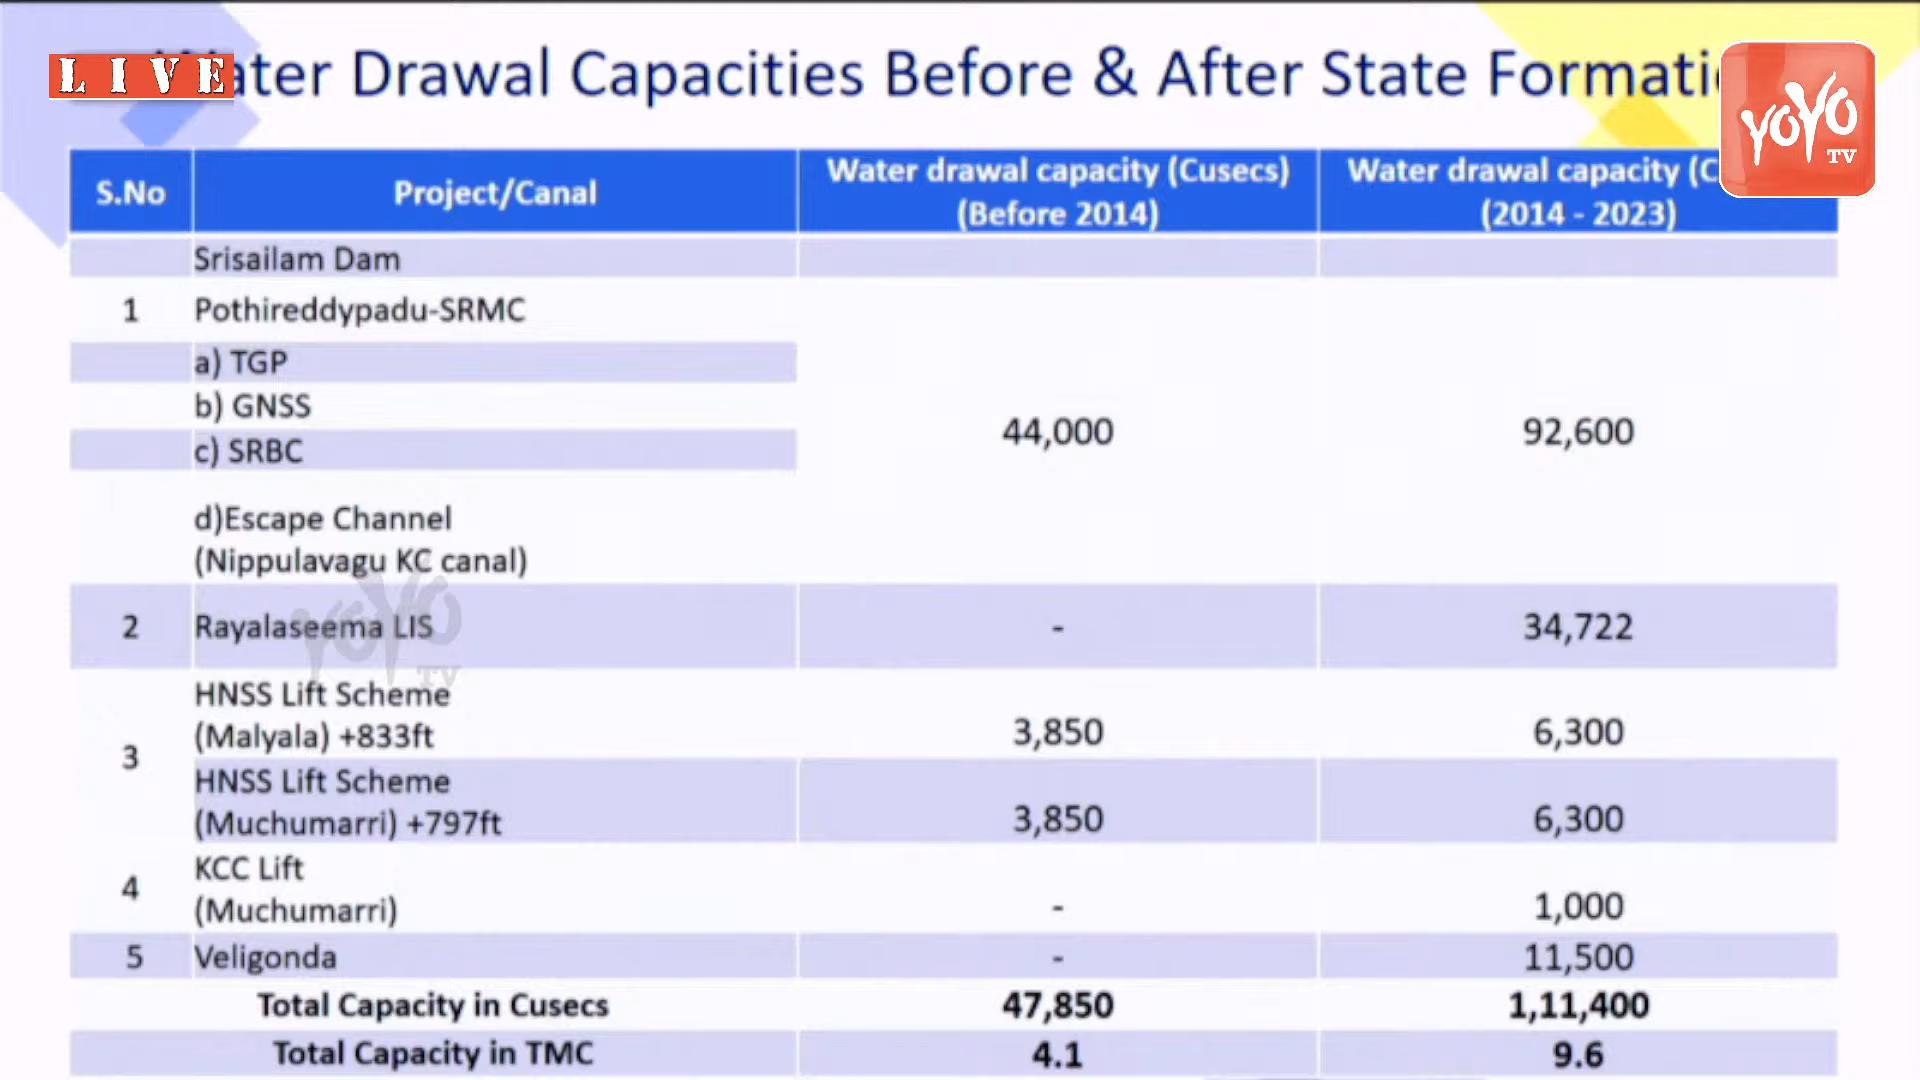 LIVE
ater Drawal Capacities Before & After State Formati
YOYO
TV
S.No Project/Canal Water drawal capacity (Cusecs) (Before 2014) Water drawal capacity (C (2014 - 2023)
Srisailam Dam
1 Pothireddypadu-SRMC
a) TGP
b) GNSS
44,000 92,600
c) SRBC
d)Escape Channel
(Nippulavagu KC canal)
2 Rayalaseema LIS - 34,722
YOYO
TV
3 HNSS Lift Scheme
(Malyala) +833ft 3,850 6,300
HNSS Lift Scheme
(Muchumarri) +797ft 3,850 6,300
4 KCC Lift
(Muchumarri) - 1,000
5 Veligonda - 11,500
Total Capacity in Cusecs 47,850 1,11,400
Total Capacity in TMC 4.1 9.6